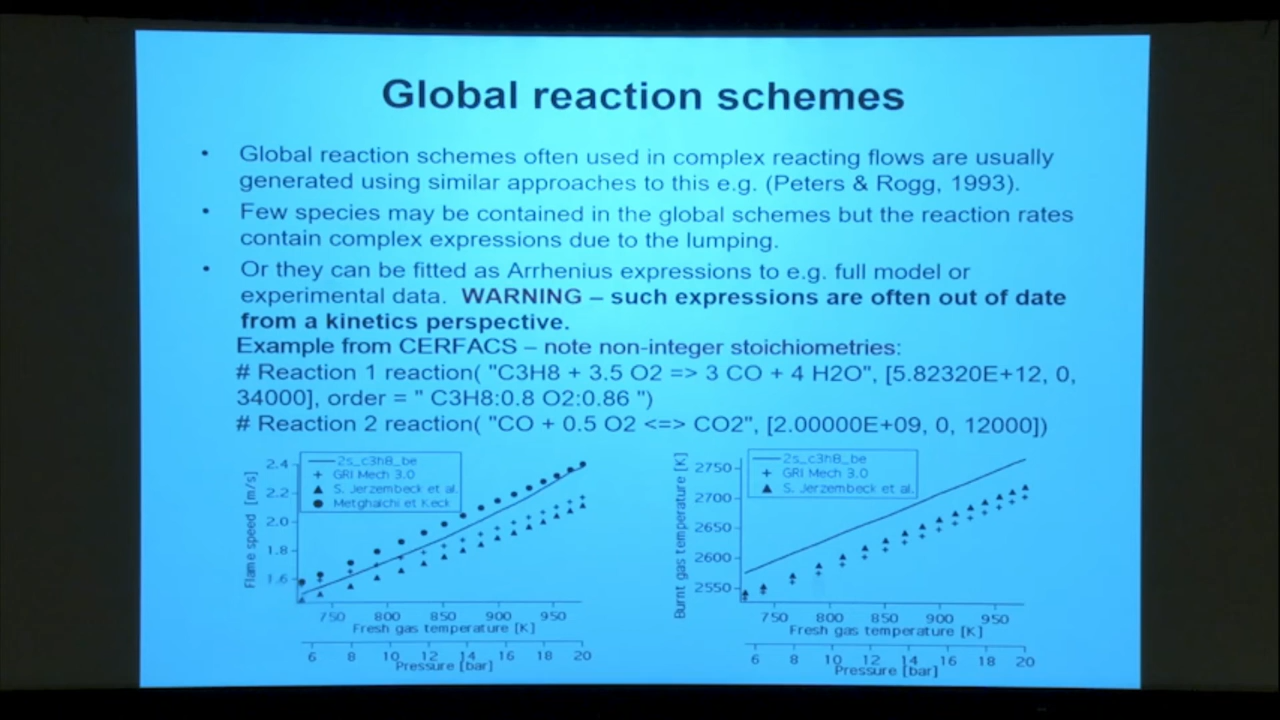 Global reaction schemes
• Global reaction schemes often used in complex reacting flows are usually
generated using similar approaches to this e.g. (Peters & Rogg, 1993).
• Few species may be contained in the global schemes but the reaction rates
contain complex expressions due to the lumping.
• Or they can be fitted as Arrhenius expressions to e.g. full model or
experimental data. WARNING – such expressions are often out of date
from a kinetics perspective.
Example from CERFACS – note non-integer stoichiometries:
# Reaction 1 reaction( "C3H8 + 3.5 O2 => 3 CO + 4 H2O", [5.82320E+12, 0,
34000], order = " C3H8:0.8 O2:0.86 ")
# Reaction 2 reaction( "CO + 0.5 O2 <=> CO2", [2.00000E+09, 0, 12000])
Flame speed [m/s]
2.4
2.2
2.0
1.8
1.6
2s_c3h8_be
GRI Mech 3.0
S. Jerzembeck et al.
Metghalchi et Keck
750 800 850 900 950
Fresh gas temperature [K]
6 8 10 12 14 16 18 20
Pressure [bar]
Burnt gas temperature [K]
2750
2700
2650
2600
2550
2s_c3h8_be
GRI Mech 3.0
S. Jerzembeck et al.
750 800 850 900 950
Fresh gas temperature [K]
6 8 10 12 14 16 18 20
Pressure [bar]